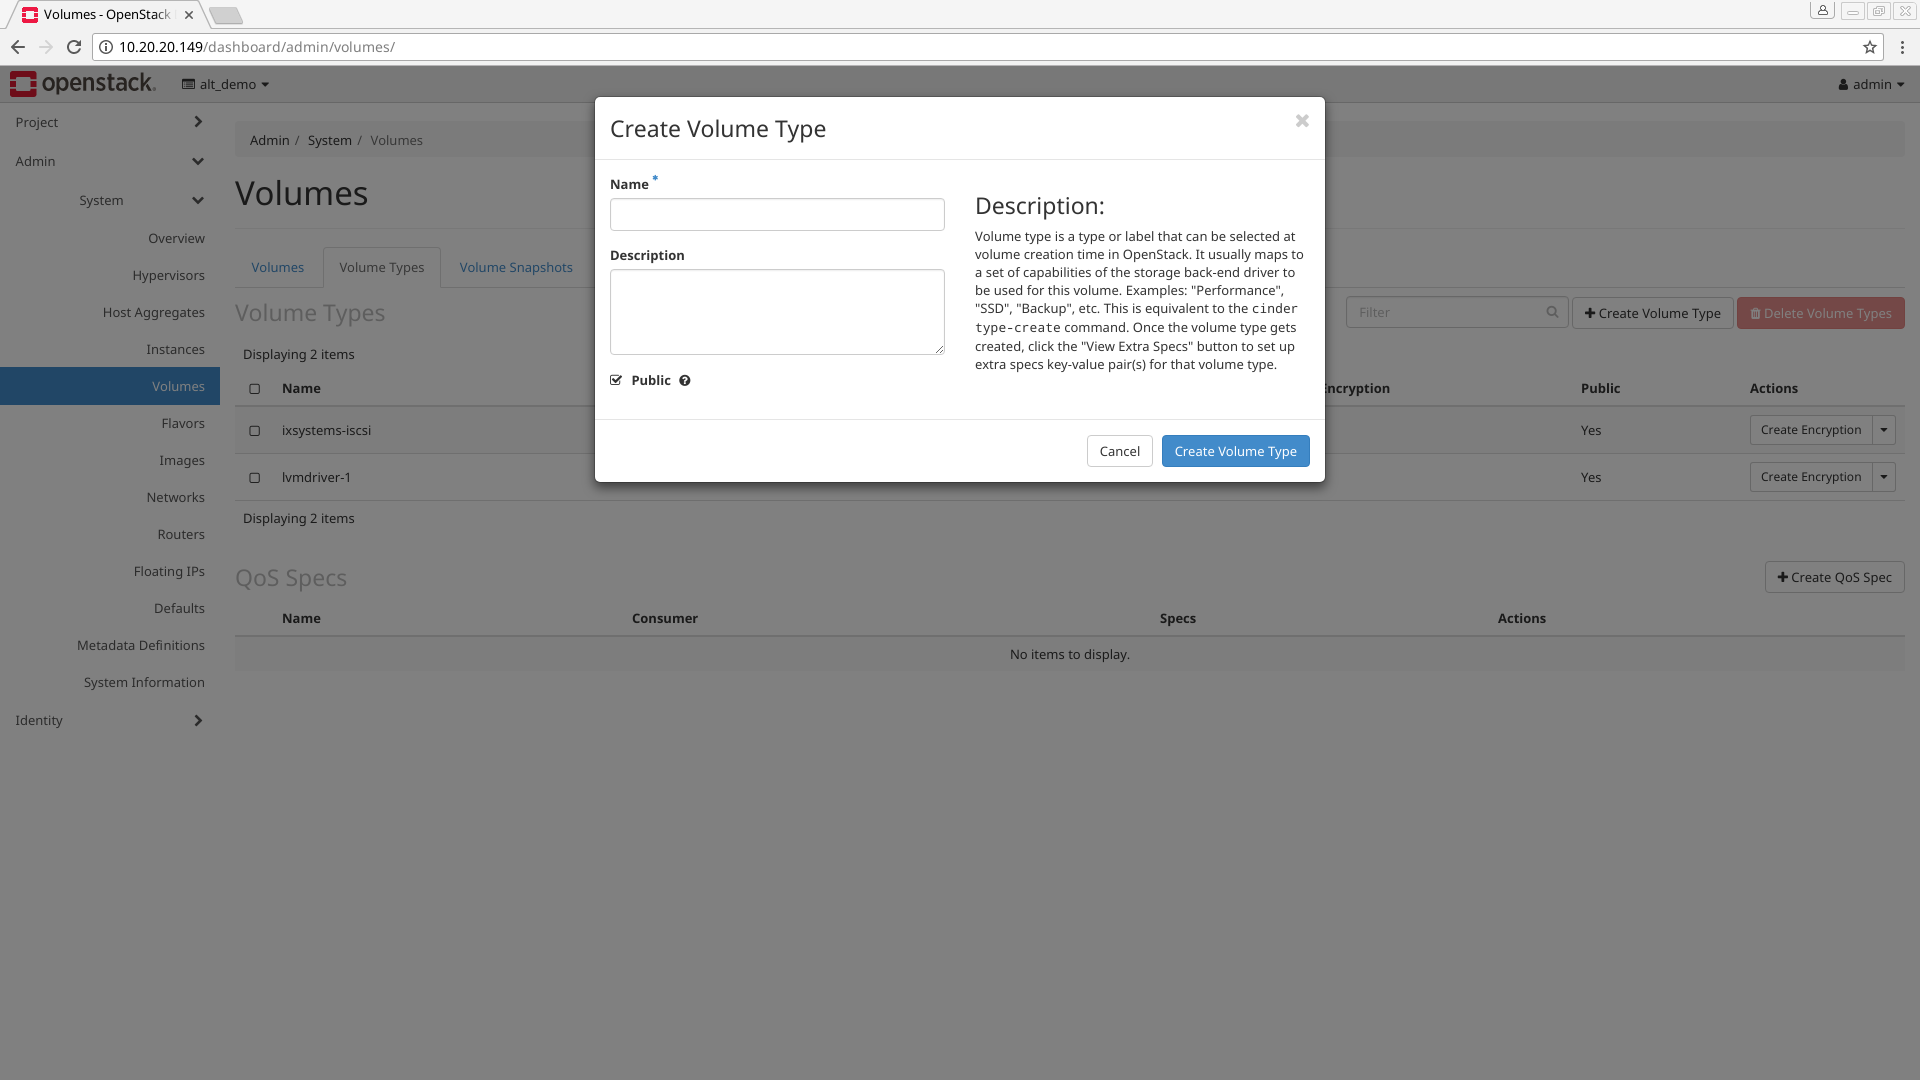 Volumes - OpenStack
10.20.20.149/dashboard/admin/volumes/
openstack.
alt_demo
admin
Project
Admin
System
Overview
Hypervisors
Host Aggregates
Instances
Volumes
Flavors
Images
Networks
Routers
Floating IPs
Defaults
Metadata Definitions
System Information
Identity
Admin / System / Volumes
Volumes
Volumes Volume Types Volume Snapshots
Volume Types
Filter
Create Volume Type
Delete Volume Types
Displaying 2 items
Name Encryption Public Actions
ixsystems-iscsi Yes Create Encryption
lvmdriver-1 Yes Create Encryption
Displaying 2 items
QoS Specs
Create QoS Spec
Name Consumer Specs Actions
No items to display.
Create Volume Type
Name *
Description
Public
Description:
Volume type is a type or label that can be selected at
volume creation time in OpenStack. It usually maps to
a set of capabilities of the storage back-end driver to
be used for this volume. Examples: "Performance",
"SSD", "Backup", etc. This is equivalent to the cinder
type-create command. Once the volume type gets
created, click the "View Extra Specs" button to set up
extra specs key-value pair(s) for that volume type.
Cancel
Create Volume Type